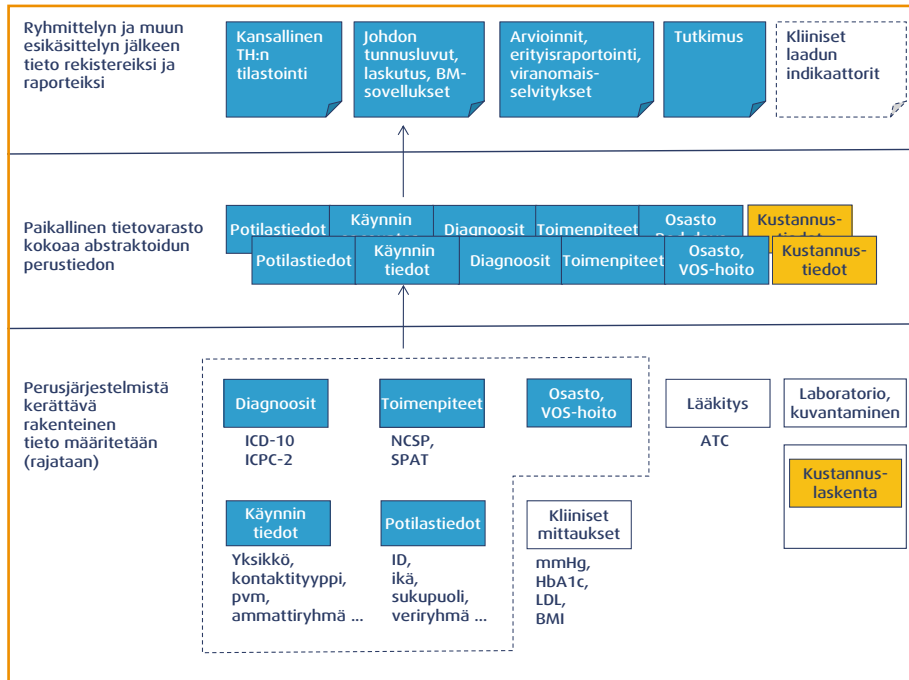 Ryhmittelyn ja muun
esikäsittelyn jälkeen
tieto rekistereiksi ja
raporteiksi
Kansallinen
TH:n
tilastointi
Johdon
tunnusluvut,
laskutus, BM-
sovellukset
Arvioinnit,
erityisraportointi,
viranomais-
selvitykset
Tutkimus
Kliiniset
laadun
indikaattorit
Paikallinen tietovarasto
kokoaa abstraktoidun
perustiedon
Potilastiedot
Käynnin
Diagnoosit
Toimenpiteet
Osasto
Kustannus-
tiedot
Potilastiedot
Käynnin
tiedot
Diagnoosit
Toimenpiteet
Osasto,
VOS-hoito
Kustannus-
tiedot
Perusjärjestelmistä
kerättävä
rakenteinen
tieto määritetään
(rajataan)
Diagnoosit
ICD-10
ICPC-2
Toimenpiteet
NCSP,
SPAT
Osasto,
VOS-hoito
Lääkitys
ATC
Laboratorio,
kuvantaminen
Kustannus-
laskenta
Käynnin
tiedot
Yksikkö,
kontaktityyppi,
pvm,
ammattiryhmä ...
Potilastiedot
ID,
ikä,
sukupuoli,
veriryhmä ...
Kliiniset
mittaukset
mmHg,
HbA1c,
LDL,
BMI